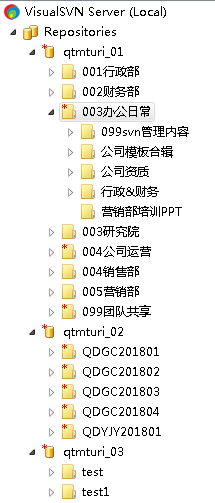 VisualSVN Server (Local)
Repositories
qtmturi_01
001行政部
002财务部
003办公日常
099svn管理内容
公司模板合辑
公司资质
行政&财务
营销部培训PPT
003研究院
004公司运营
004销售部
005营销部
099团队共享
qtmturi_02
QDGC201801
QDGC201802
QDGC201803
QDGC201804
QDYJY201801
qtmturi_03
test
test1